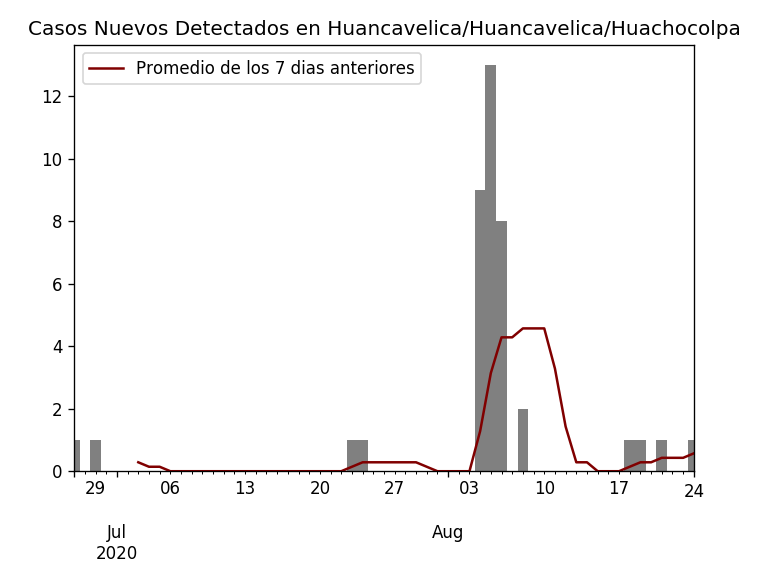 Casos Nuevos Detectados en Huancavelica/Huancavelica/Huachocolpa
Promedio de los 7 dias anteriores
12
10
8
6
4
2
0
29 06 13 20 27 03 10 17 24
Jul Aug
2020